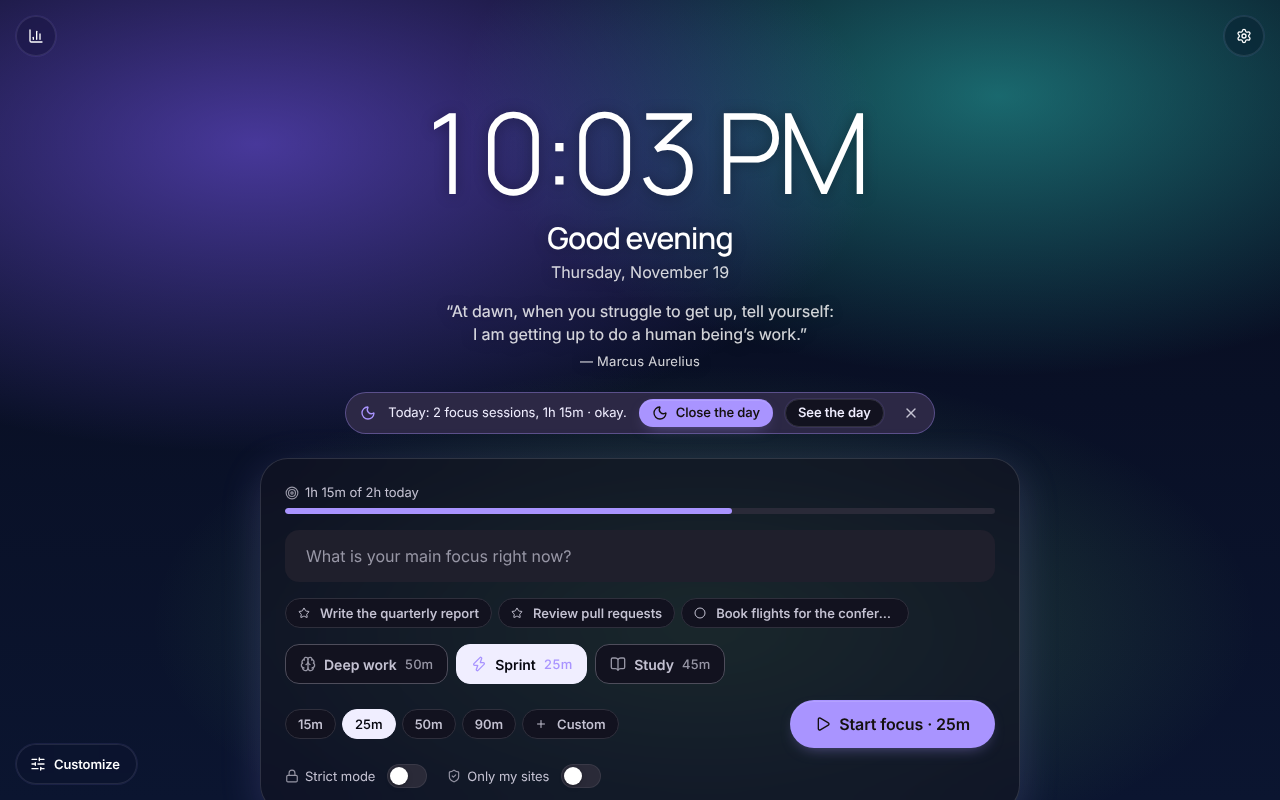 10:03 PM
Good evening
Thursday, November 19
“At dawn, when you struggle to get up, tell yourself:
I am getting up to do a human being’s work.”
— Marcus Aurelius
Today: 2 focus sessions, 1h 15m · okay.
Close the day
See the day
1h 15m of 2h today
What is your main focus right now?
Write the quarterly report
Review pull requests
Book flights for the confer...
Deep work 50m
Sprint 25m
Study 45m
15m
25m
50m
90m
+ Custom
Start focus · 25m
Customize
Strict mode
Only my sites